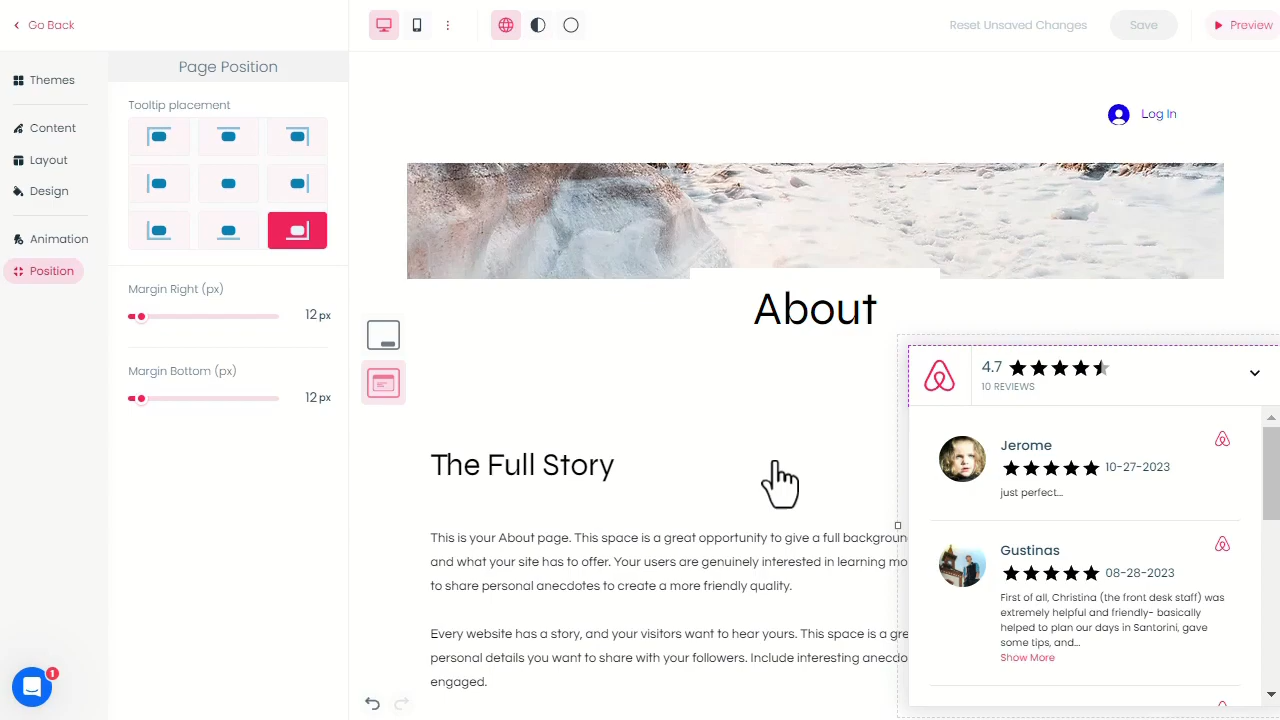 Go Back
Reset Unsaved Changes
Save
Preview
Themes
Content
Layout
Design
Animation
Position
Page Position
Tooltip placement
Margin Right (px)
12 px
Margin Bottom (px)
12 px
1
Log In
About
The Full Story
This is your About page. This space is a great opportunity to give a full
and what your site has to offer. Your users are genuinely interested in learning
to share personal anecdotes to create a more friendly quality.
Every website has a story, and your visitors want to hear yours. This space is a
personal details you want to share with your followers. Include interesting
engaged.
4.7
10 REVIEWS
Jerome
10-27-2023
just perfect...
Gustinas
08-28-2023
First of all, Christina (the front desk staff) was
extremely helpful and friendly- basically
helped to plan our days in Santorini, gave
some tips, and...
Show More